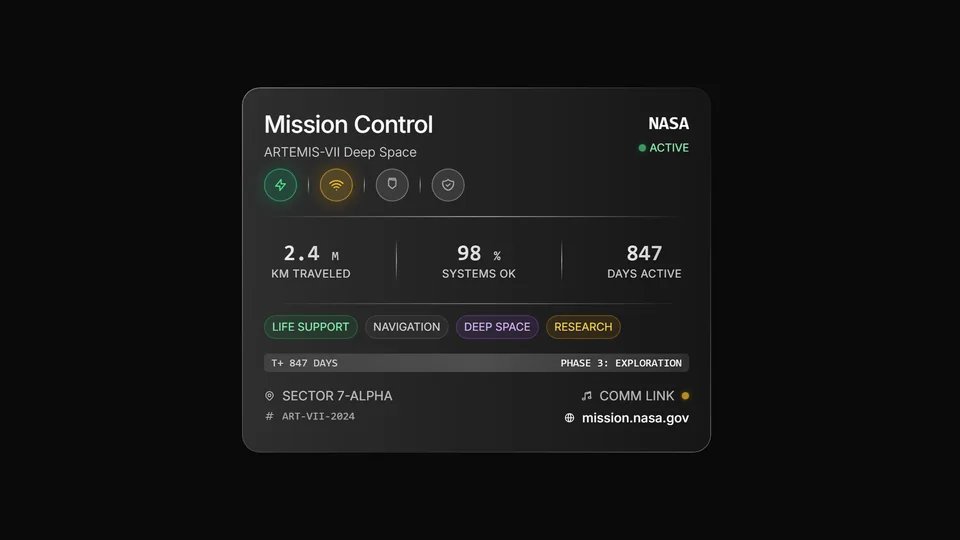 Mission Control
NASA
ARTEMIS-VII Deep Space
ACTIVE
2.4 M
98 %
847
KM TRAVELED
SYSTEMS OK
DAYS ACTIVE
LIFE SUPPORT
NAVIGATION
DEEP SPACE
RESEARCH
T+ 847 DAYS
PHASE 3: EXPLORATION
SECTOR 7-ALPHA
COMM LINK
# ART-VII-2024
mission.nasa.gov